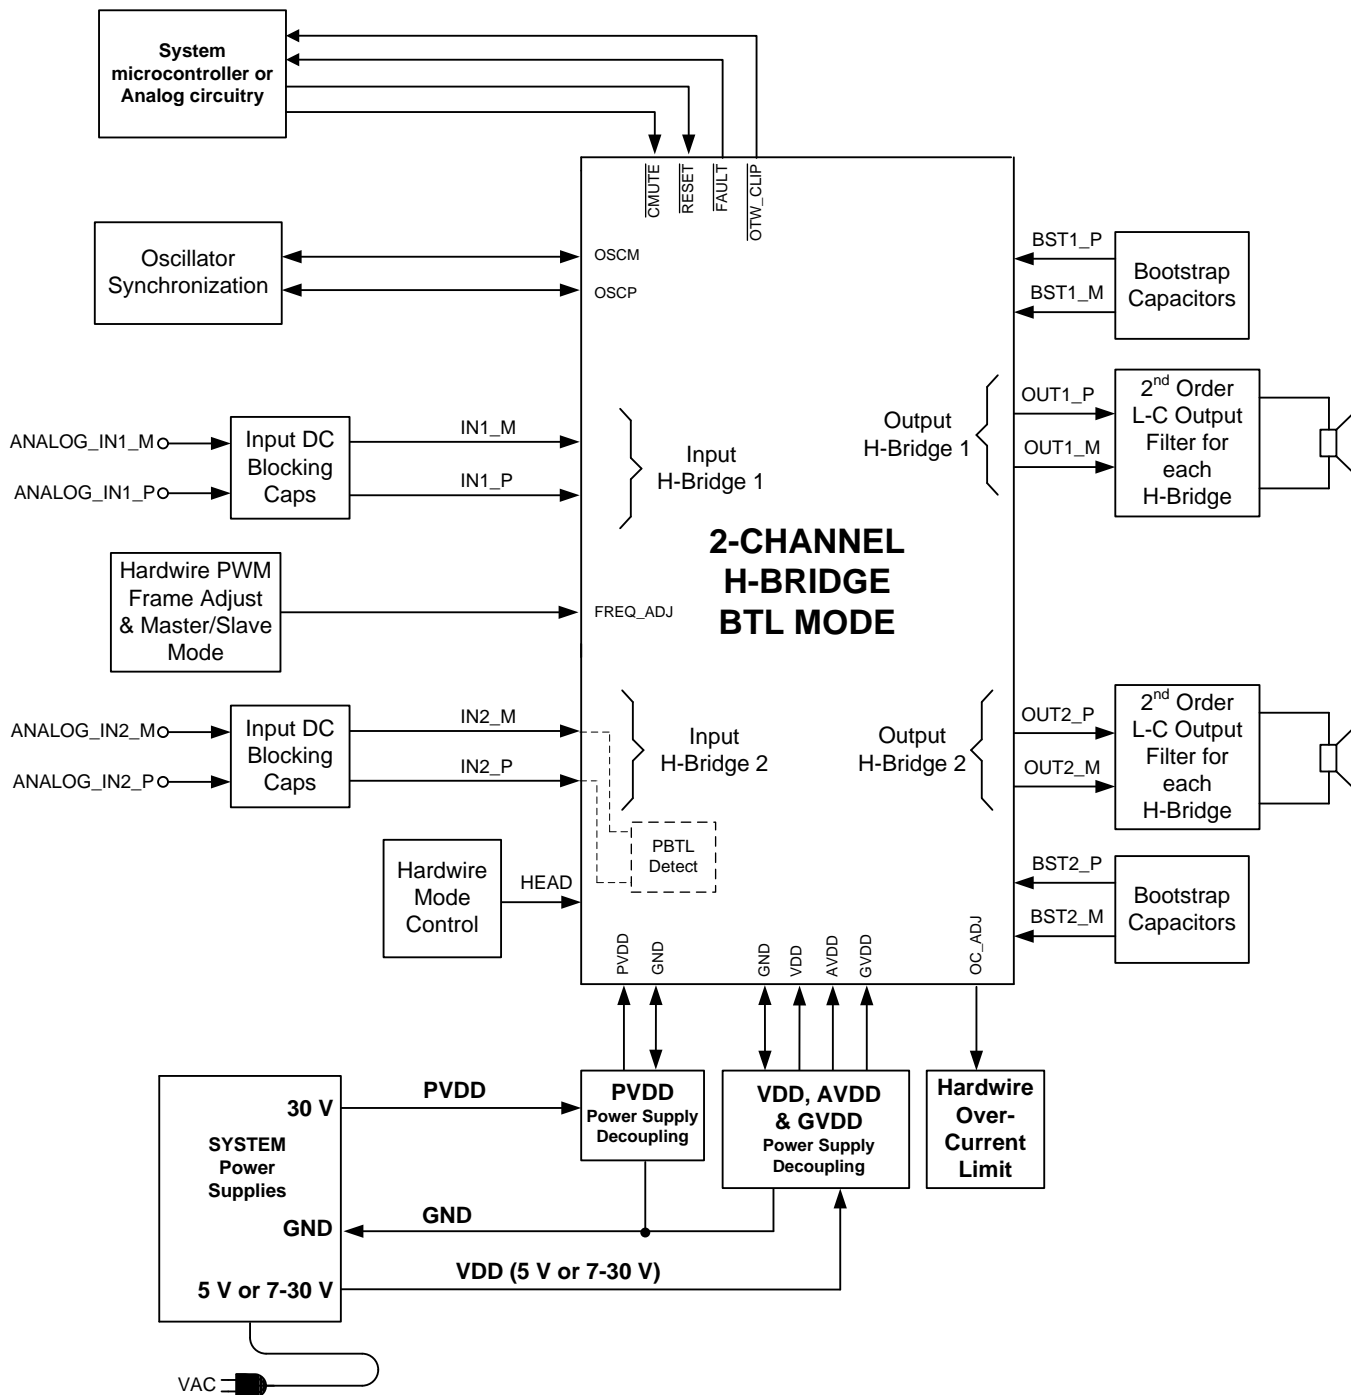 System
microcontroller or
Analog circuitry
CMUTE
RESET
FAULT
OTW_CLIP
Oscillator
Synchronization
OSCM
OSCP
BST1_P
BST1_M
Bootstrap
Capacitors
ANALOG_IN1_M
ANALOG_IN1_P
Input DC
Blocking
Caps
IN1_M
IN1_P
Input
H-Bridge 1
Output
H-Bridge 1
OUT1_P
OUT1_M
2nd Order
L-C Output
Filter for
each
H-Bridge
2-CHANNEL
H-BRIDGE
BTL MODE
Hardwire PWM
Frame Adjust
& Master/Slave
Mode
FREQ_ADJ
ANALOG_IN2_M
ANALOG_IN2_P
Input DC
Blocking
Caps
IN2_M
IN2_P
Input
H-Bridge 2
Output
H-Bridge 2
OUT2_P
OUT2_M
2nd Order
L-C Output
Filter for
each
H-Bridge
PBTL
Detect
Hardwire
Mode
Control
HEAD
BST2_P
BST2_M
Bootstrap
Capacitors
PVDD
GND
GND
VDD
AVDD
GVDD
OC_ADJ
SYSTEM
Power
Supplies
30 V
GND
5 V or 7-30 V
PVDD
GND
VDD (5 V or 7-30 V)
PVDD
Power Supply
Decoupling
VDD, AVDD
& GVDD
Power Supply
Decoupling
Hardwire
Over-
Current
Limit
VAC